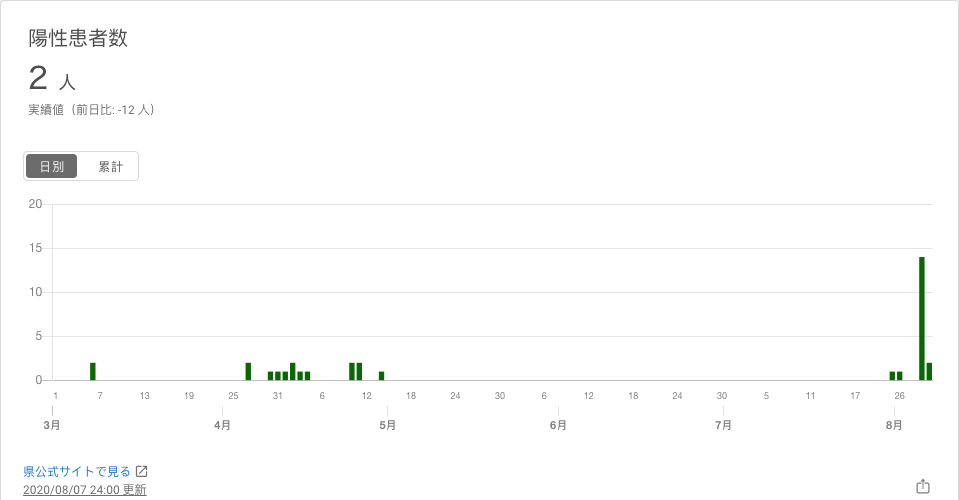 陽性患者数
2 人
実績値（前日比: -12 人）
日別 累計
20
15
10
5
0
1 7 13 19 25 31 6 12 18 24 30 6 12 18 24 30 5 11 17 26
3月 4月 5月 6月 7月 8月
県公式サイトで見る
2020/08/07 24:00 更新